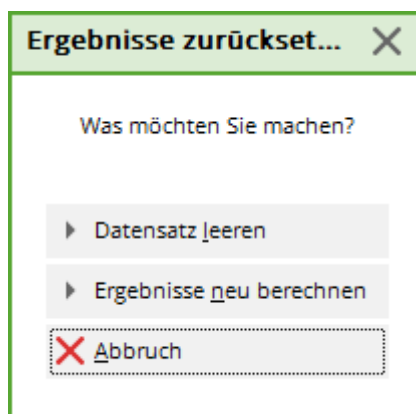 Ergebnisse zurückset...
Was möchten Sie machen?
Datensatz leeren
Ergebnisse neu berechnen
Abbruch